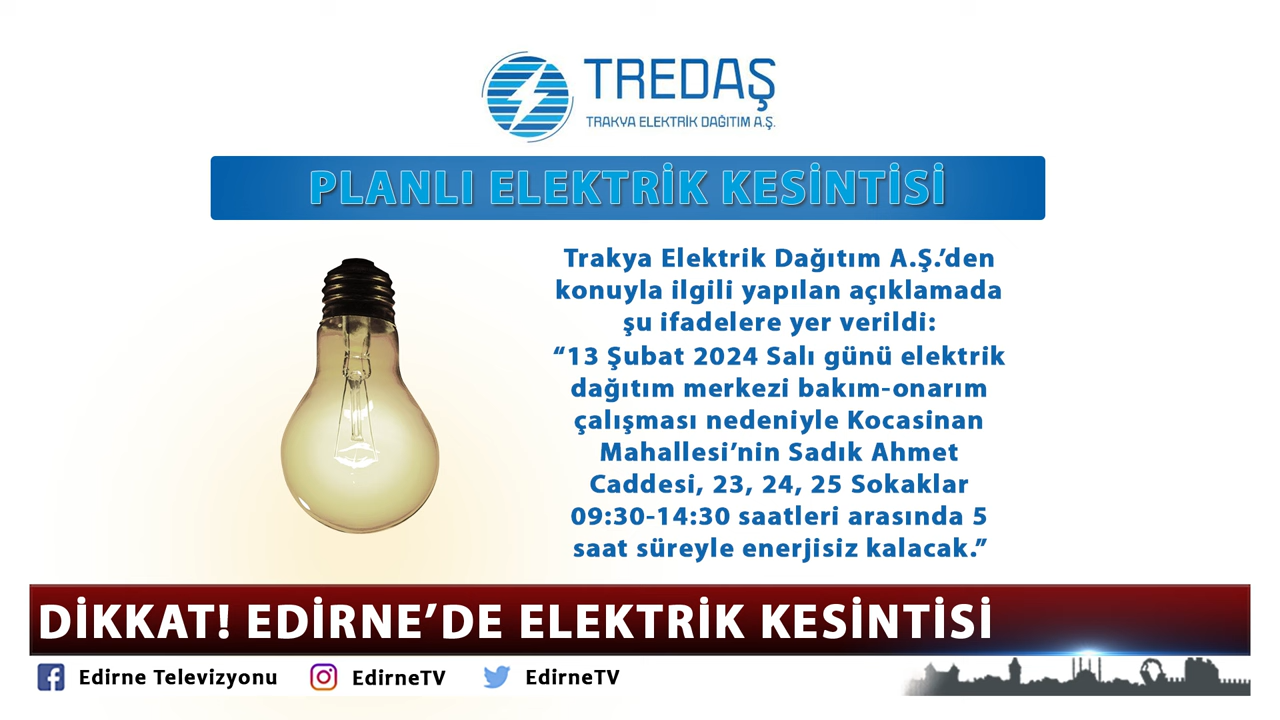 TREDAŞ
TRAKYA ELEKTRİK DAĞITIM A.Ş.
PLANLI ELEKTRİK KESİNTİSİ
Trakya Elektrik Dağıtım A.Ş.’den
konuyla ilgili yapılan açıklamada
şu ifadelere yer verildi:
“13 Şubat 2024 Salı günü elektrik
dağıtım merkezi bakım-onarım
çalışması nedeniyle Kocasinan
Mahallesi’nin Sadık Ahmet
Caddesi, 23, 24, 25 Sokaklar
09:30-14:30 saatleri arasında 5
saat süreyle enerjisiz kalacak.”
DİKKAT! EDİRNE’DE ELEKTRİK KESİNTİSİ
Edirne Televizyonu EdirneTV EdirneTV